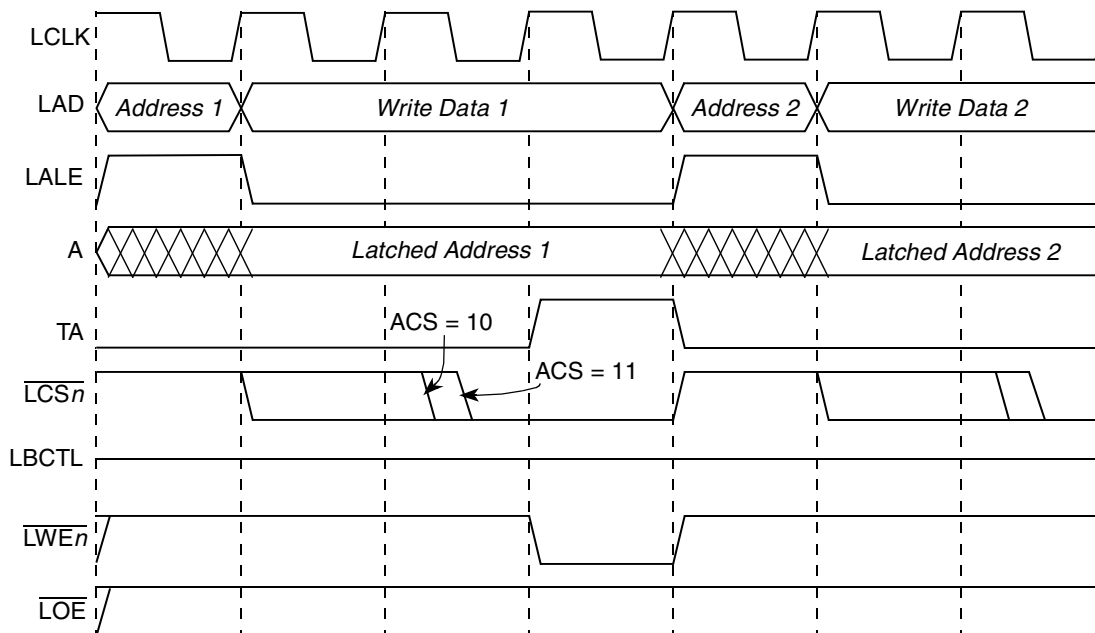 LCLK
LAD Address 1 Write Data 1 Address 2 Write Data 2
LALE
A Latched Address 1 Latched Address 2
TA ACS = 10
LCSn ACS = 11
LBCTL
LWEn
LOE